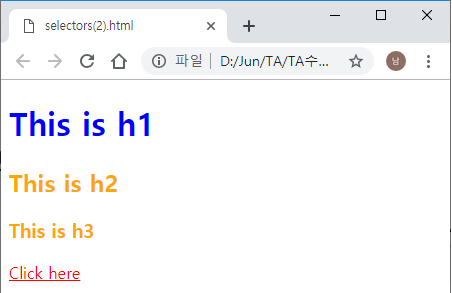 selectors(2).html
파일 D:/Jun/TA/TA수...
남
This is h1
This is h2
This is h3
Click here